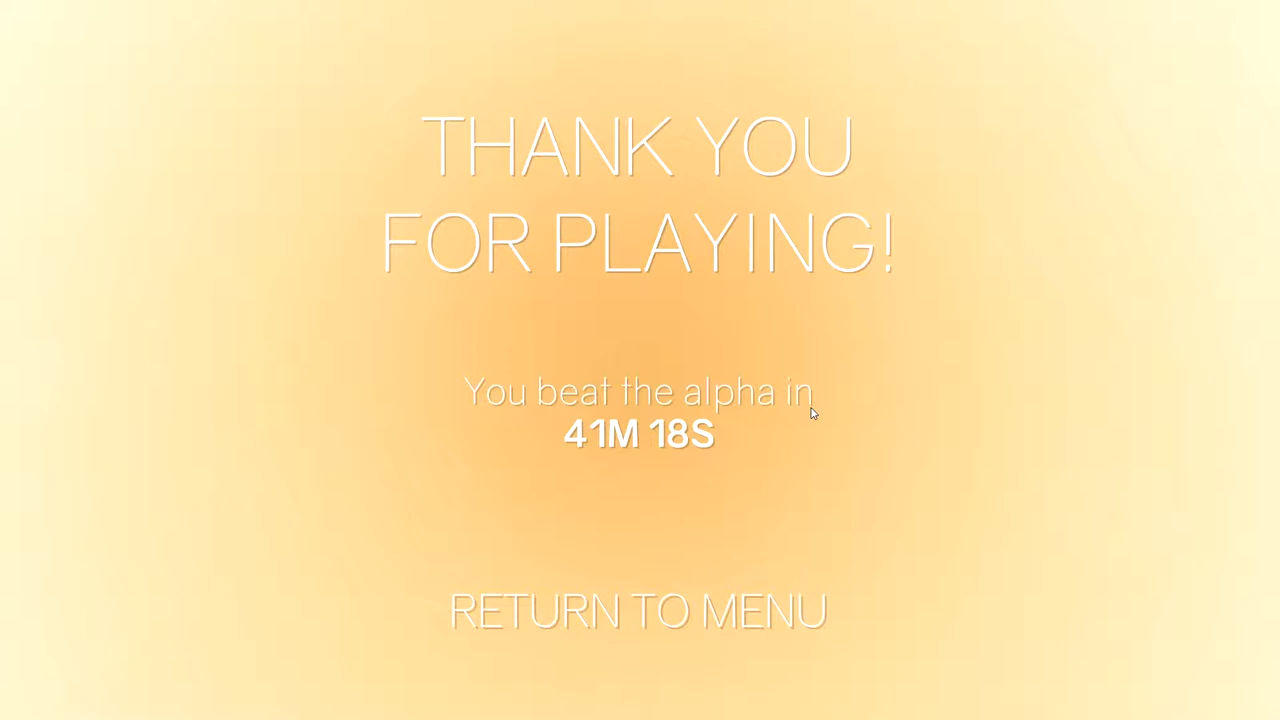 THANK YOU
FOR PLAYING!
You beat the alpha in
41M 18S
RETURN TO MENU